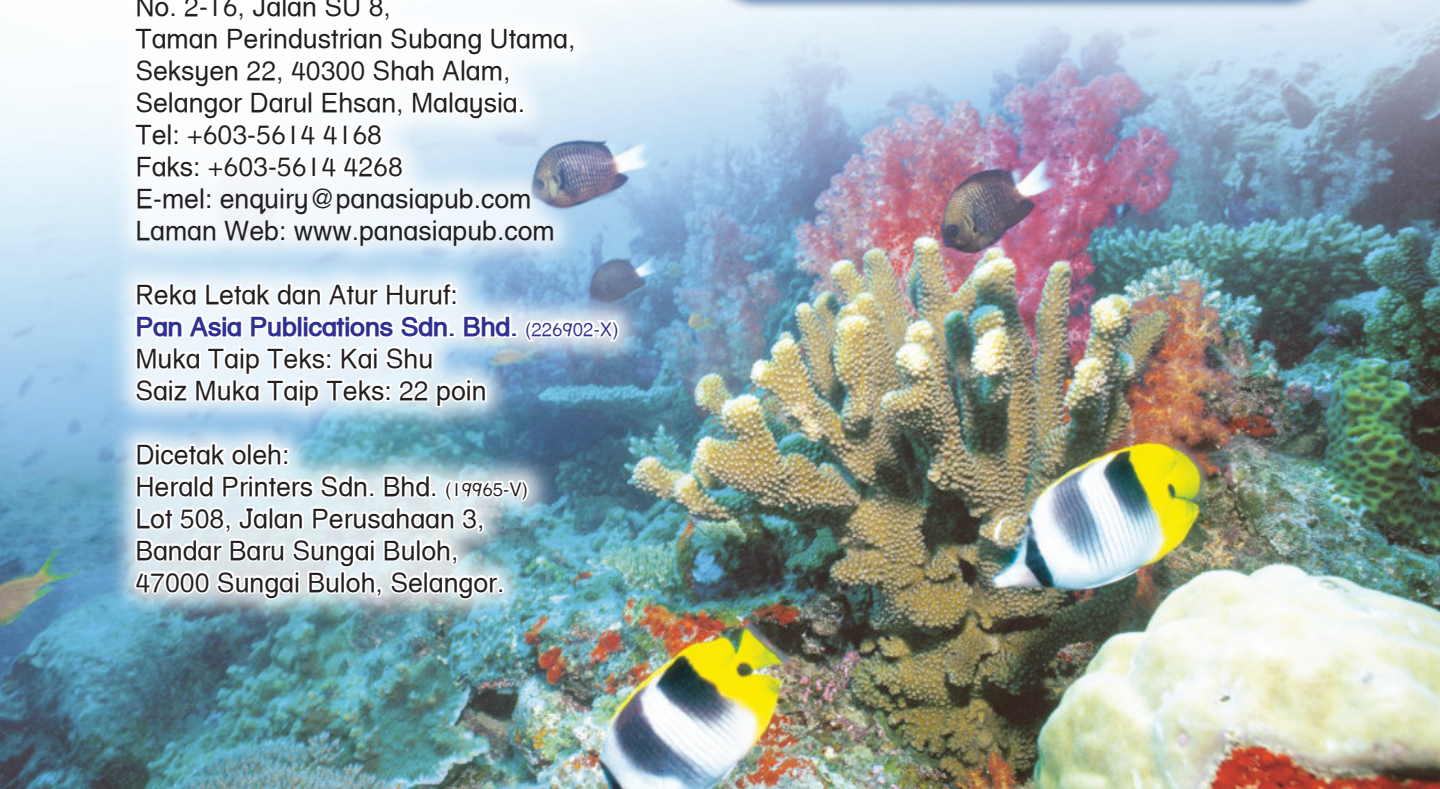 No. 2-16, Jalan SU 8,
Taman Perindustrian Subang Utama,
Seksyen 22, 40300 Shah Alam,
Selangor Darul Ehsan, Malaysia.
Tel: +603-5614 4168
Faks: +603-5614 4268
E-mel: enquiry@panasiapub.com
Laman Web: www.panasiapub.com
Reka Letak dan Atur Huruf:
Pan Asia Publications Sdn. Bhd. (226902-X)
Muka Taip Teks: Kai Shu
Saiz Muka Taip Teks: 22 poin
Dicetak oleh:
Herald Printers Sdn. Bhd. (19965-V)
Lot 508, Jalan Perusahaan 3,
Bandar Baru Sungai Buloh,
47000 Sungai Buloh, Selangor.